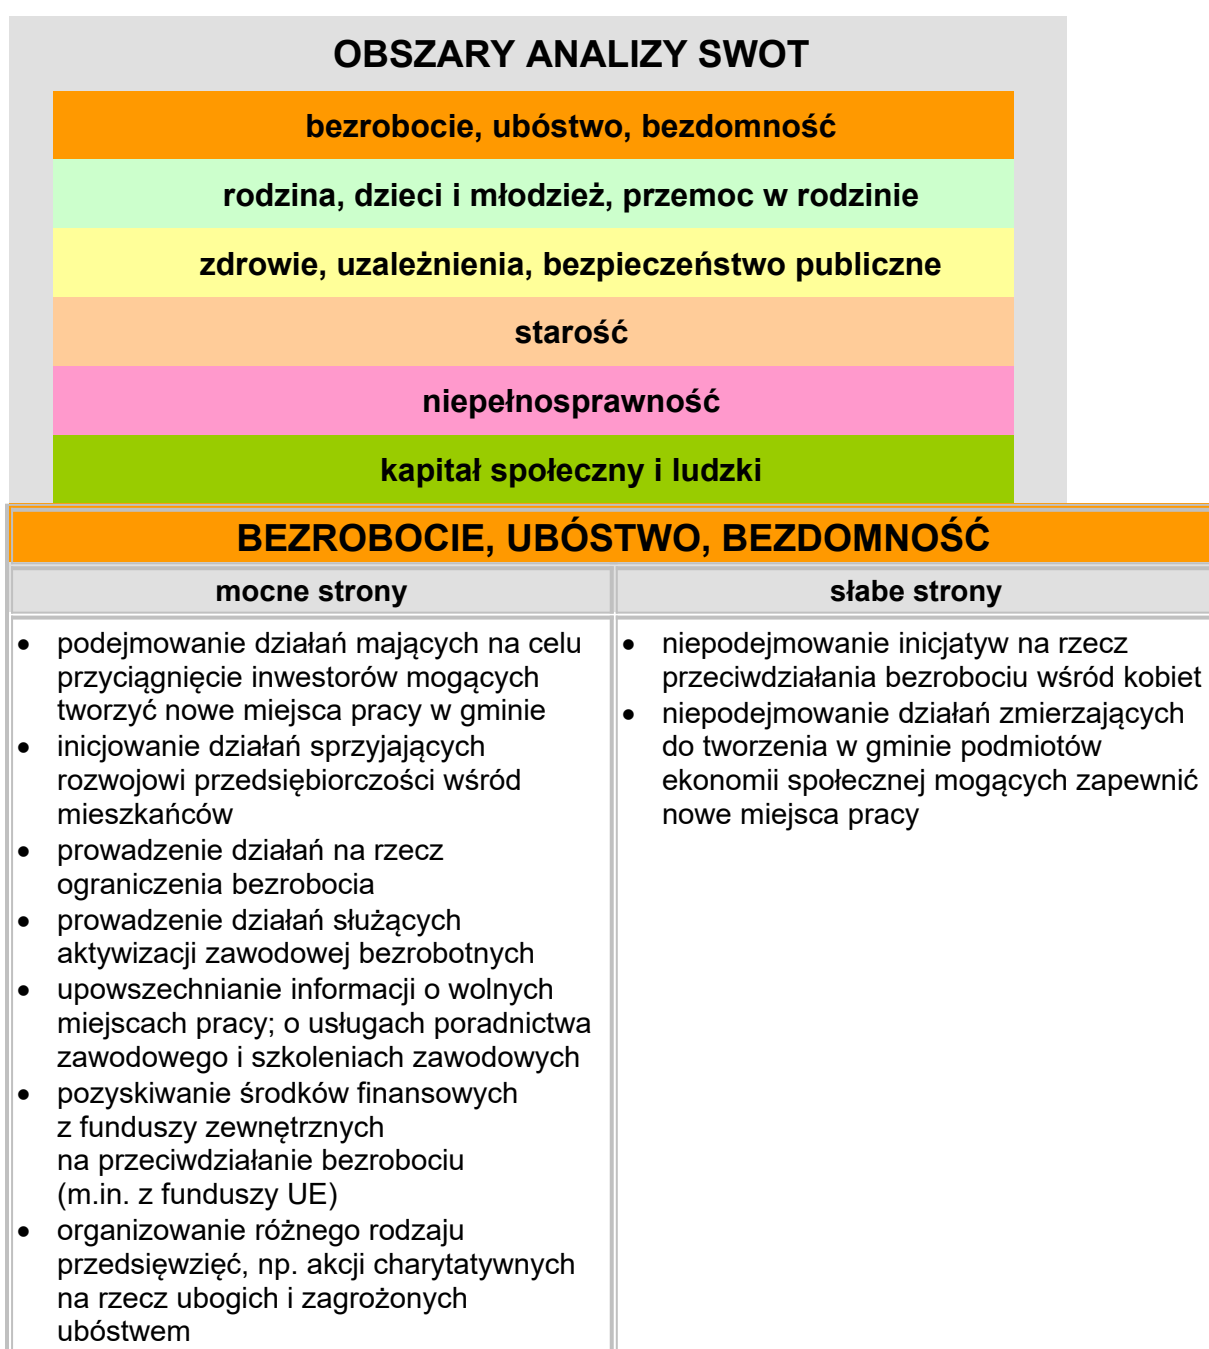 OBSZARY ANALIZY SWOT
bezrobocie, ubóstwo, bezdomność
rodzina, dzieci i młodzież, przemoc w rodzinie
zdrowie, uzależnienia, bezpieczeństwo publiczne
starość
niepełnosprawność
kapitał społeczny i ludzki
BEZROBOCIE, UBÓSTWO, BEZDOMNOŚĆ
mocne strony
• podejmowanie działań mających na celu
przyciągnięcie inwestorów mogących
tworzyć nowe miejsca pracy w gminie
• inicjowanie działań sprzyjających
rozwojowi przedsiębiorczości wśród
mieszkańców
• prowadzenie działań na rzecz
ograniczenia bezrobocia
• prowadzenie działań służących
aktywizacji zawodowej bezrobotnych
• upowszechnianie informacji o wolnych
miejscach pracy; o usługach poradnictwa
zawodowego i szkoleniach zawodowych
• pozyskiwanie środków finansowych
z funduszy zewnętrznych
na przeciwdziałanie bezrobociu
(m.in. z funduszy UE)
• organizowanie różnego rodzaju
przedsięwzięć, np. akcji charytatywnych
na rzecz ubogich i zagrożonych
ubóstwem
słabe strony
• niepodejmowanie inicjatyw na rzecz
przeciwdziałania bezrobociu wśród kobiet
• niepodejmowanie działań zmierzających
do tworzenia w gminie podmiotów
ekonomii społecznej mogących zapewnić
nowe miejsca pracy